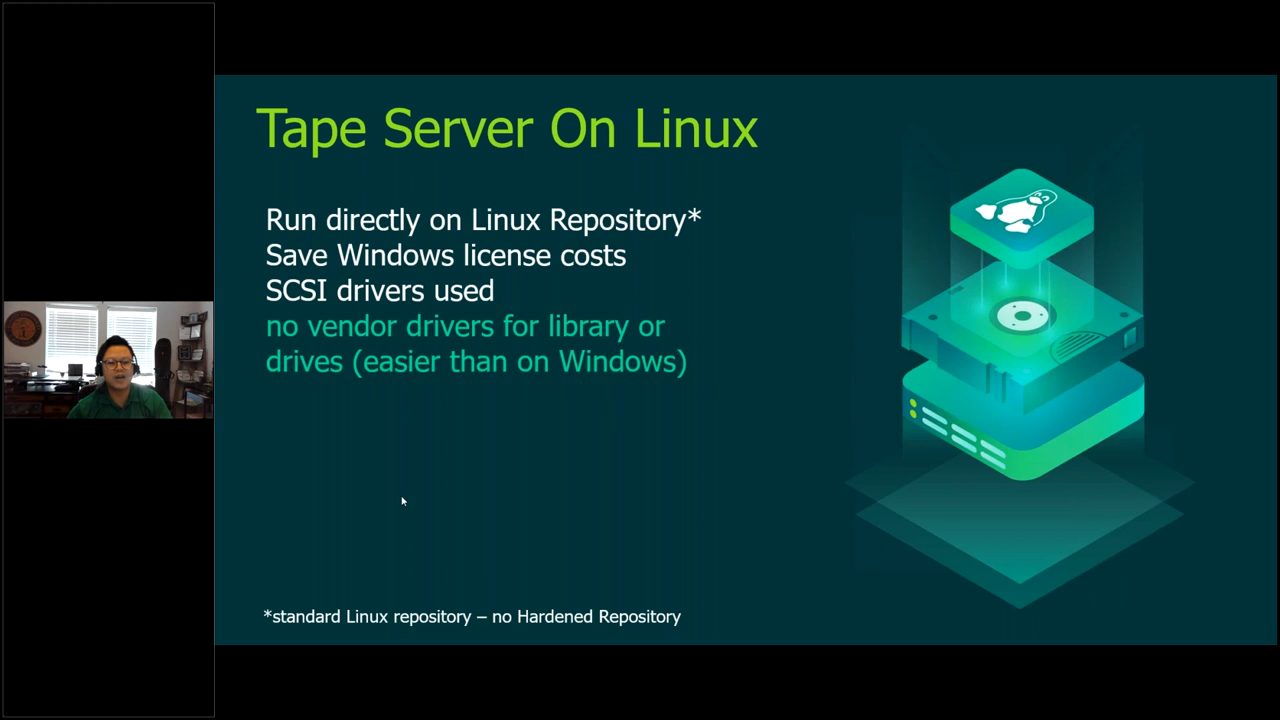 Tape Server On Linux
Run directly on Linux Repository*
Save Windows license costs
SCSI drivers used
no vendor drivers for library or
drives (easier than on Windows)
*standard Linux repository – no Hardened Repository